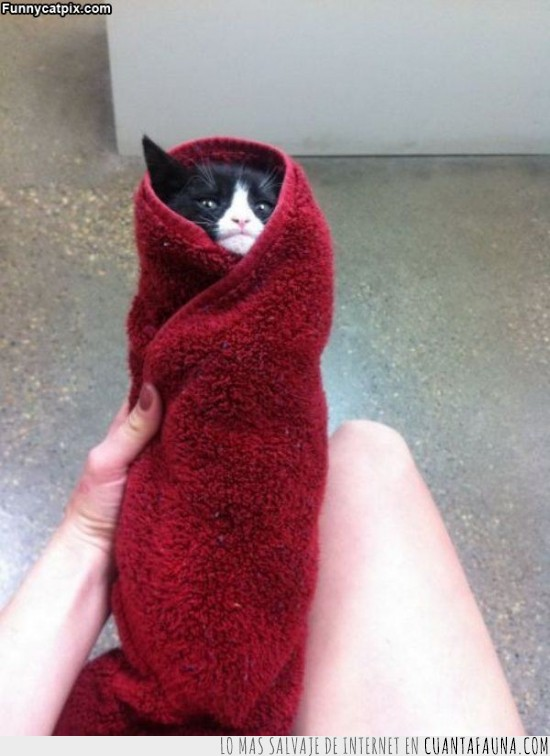 Funnycatpix.com
LO MAS SALVAJE DE INTERNET EN CUANTAFAUNA.COM